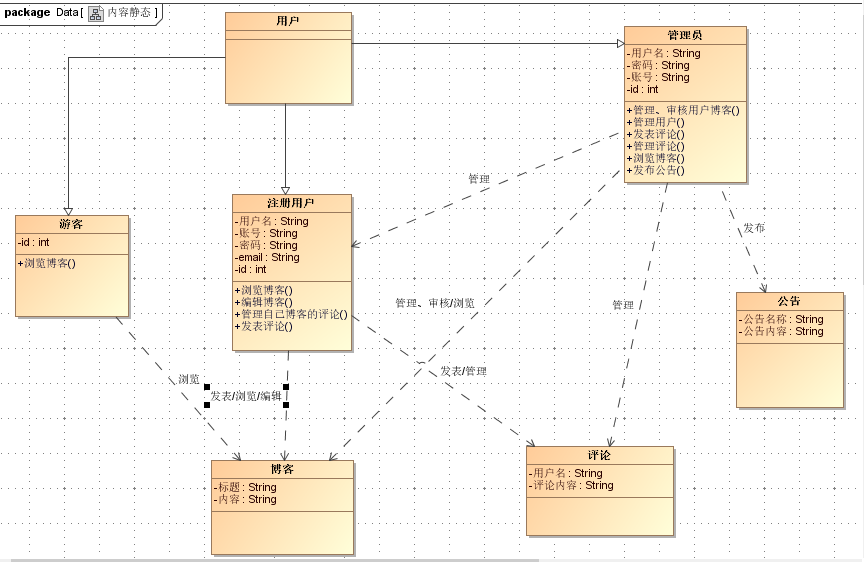 package Data[ 内容静态 ]
用户
管理员
-用户名 : String
-密码 : String
-账号 : String
-id : int
+管理、审核用户博客()
+管理用户()
+发表评论()
+管理评论()
+浏览博客()
+发布公告()
管理
注册用户
-用户名 : String
-账号 : String
-密码 : String
-email : String
-id : int
+浏览博客()
+编辑博客()
+管理自己博客的评论()
+发表评论()
游客
-id : int
+浏览博客()
发布
管理、审核/浏览
管理
公告
-公告名称 : String
-公告内容 : String
浏览
发表/浏览/编辑
发表/管理
博客
-标题 : String
-内容 : String
评论
-用户名 : String
-评论内容 : String